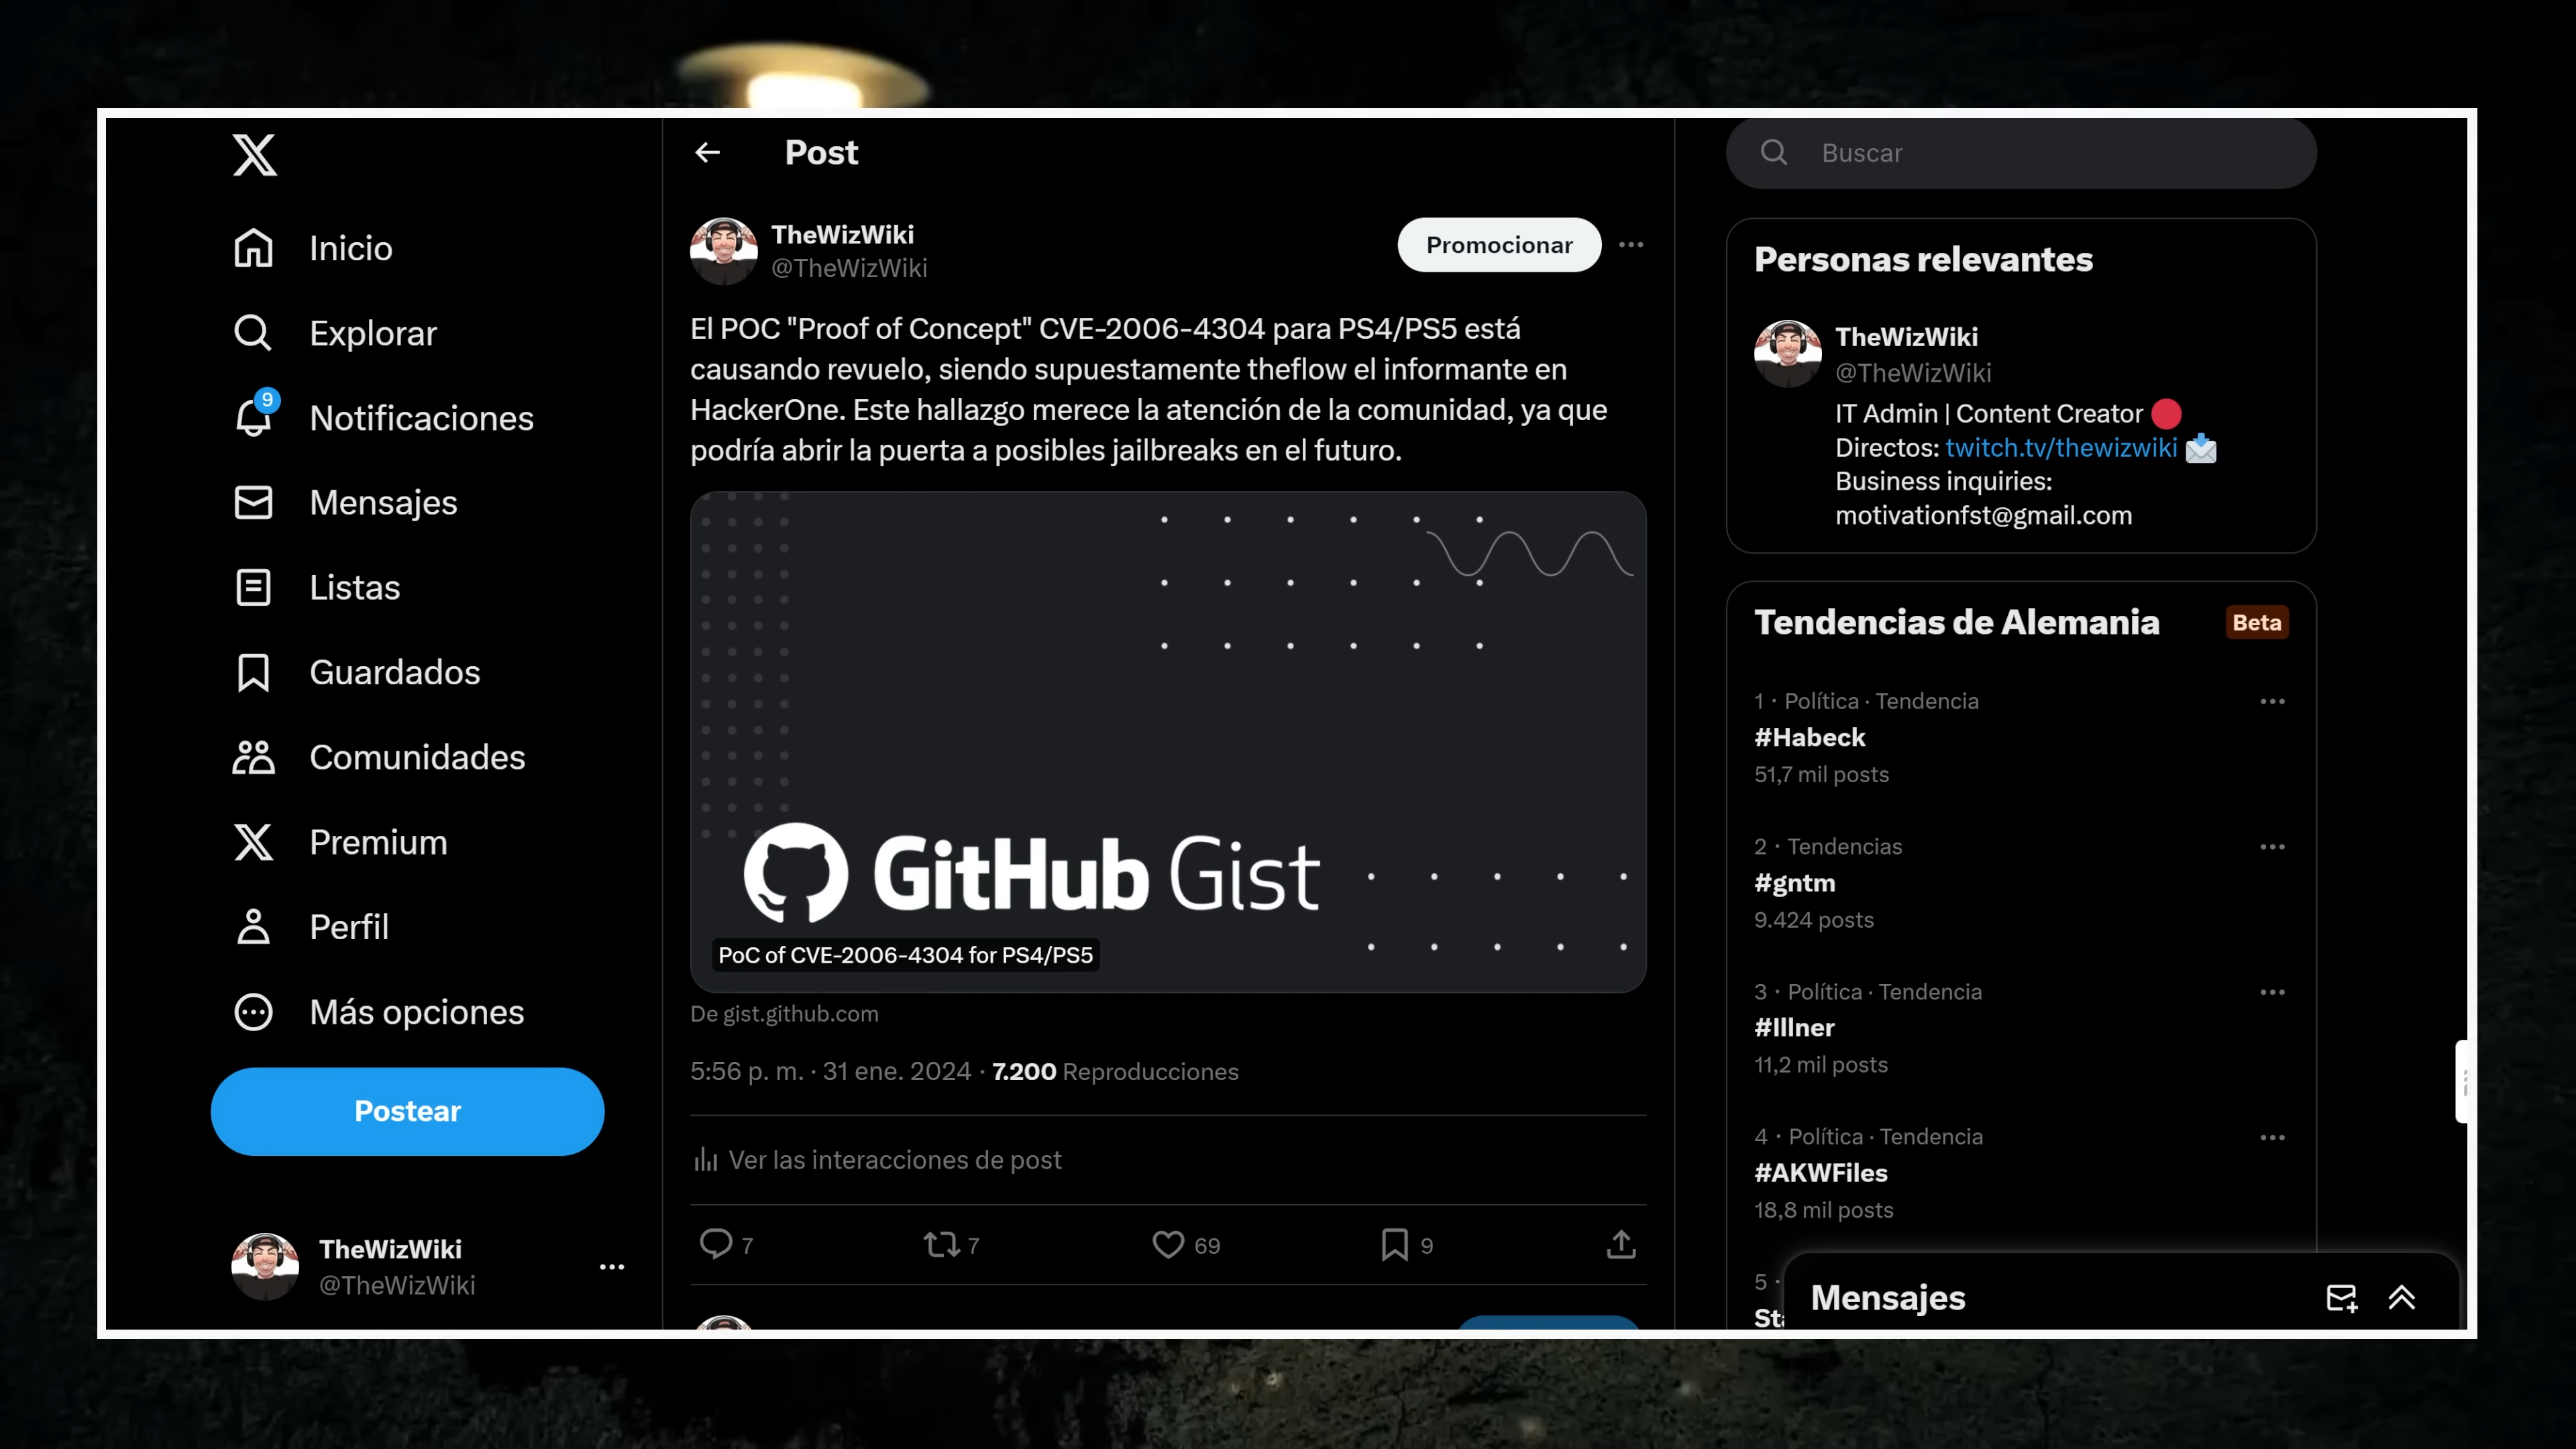 Inicio
Explorar
9
Notificaciones
Mensajes
Listas
Guardados
Comunidades
Premium
Perfil
Más opciones
Postear
TheWizWiki
@TheWizWiki
Post
TheWizWiki
@TheWizWiki
Promocionar
El POC "Proof of Concept" CVE-2006-4304 para PS4/PS5 está
causando revuelo, siendo supuestamente theflow el informante en
HackerOne. Este hallazgo merece la atención de la comunidad, ya que
podría abrir la puerta a posibles jailbreaks en el futuro.
GitHub Gist
PoC of CVE-2006-4304 for PS4/PS5
De gist.github.com
5:56 p. m. · 31 ene. 2024 · 7.200 Reproducciones
Ver las interacciones de post
7 7 69 9
Buscar
Personas relevantes
TheWizWiki
@TheWizWiki
IT Admin | Content Creator
Directos: twitch.tv/thewizwiki
Business inquiries:
motivationfst@gmail.com
Tendencias de Alemania Beta
1 · Política · Tendencia
#Habeck
51,7 mil posts
2 · Tendencias
#gntm
9.424 posts
3 · Política · Tendencia
#Illner
11,2 mil posts
4 · Política · Tendencia
#AKWFiles
18,8 mil posts
5 ·
Mensajes